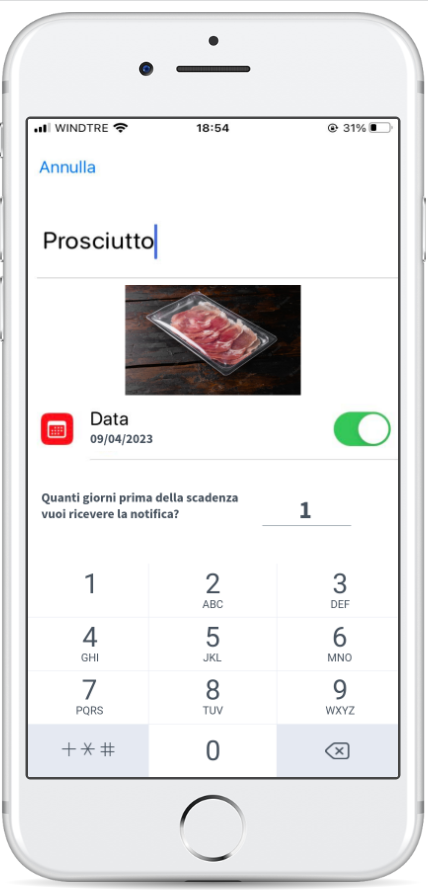 WINDTRE 18:54 31%
Annulla
Prosciutto
Data
09/04/2023
Quanti giorni prima della scadenza
vuoi ricevere la notifica?
1
1 2 3
ABC DEF
4 5 6
GHI JKL MNO
7 8 9
PQRS TUV WXYZ
+*# 0